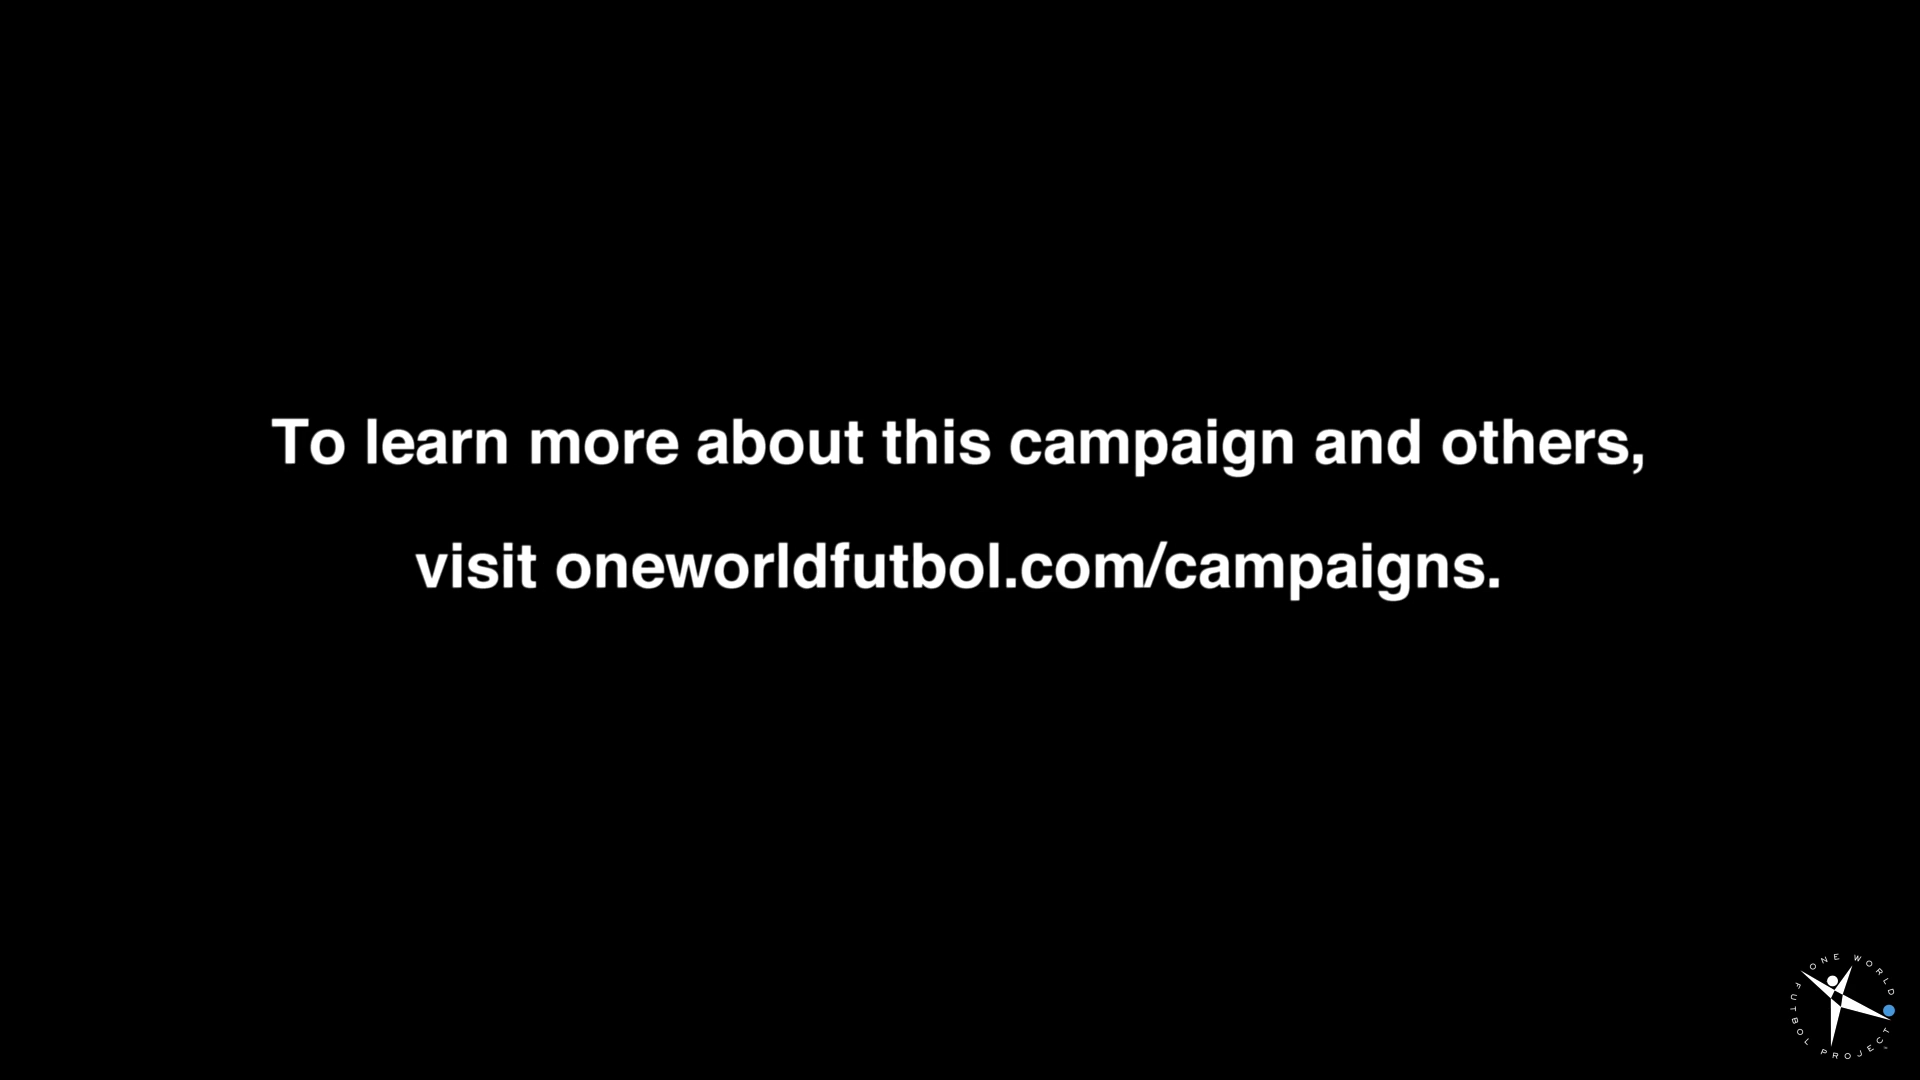 To learn more about this campaign and others,
visit oneworldfutbol.com/campaigns.
ONE WORLD
FUTBOL PROJECT